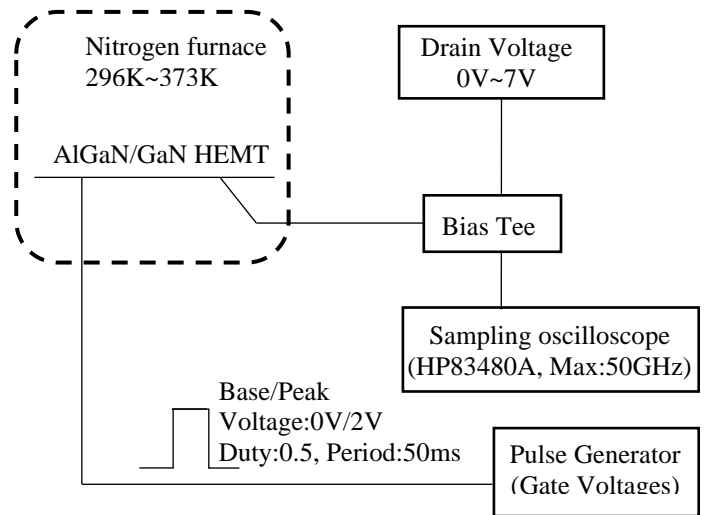 Nitrogen furnace
296K~373K
AlGaN/GaN HEMT
Drain Voltage
0V~7V
Bias Tee
Sampling oscilloscope
(HP83480A, Max:50GHz)
Base/Peak
Voltage:0V/2V
Duty:0.5, Period:50ms
Pulse Generator
(Gate Voltages)